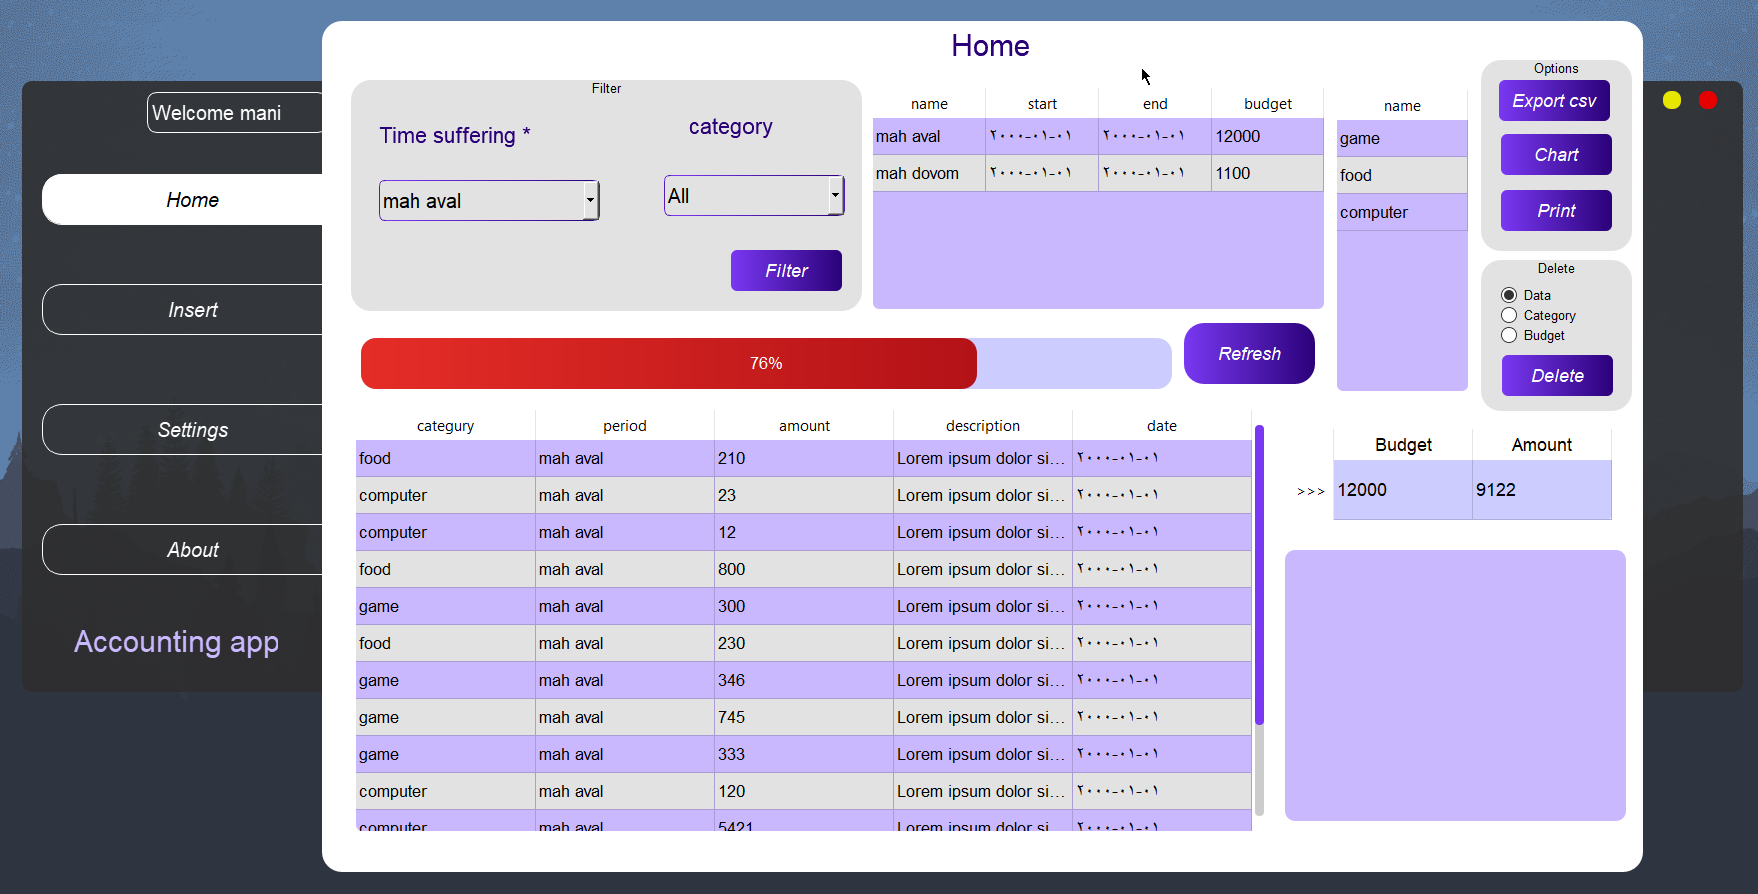 Home
Welcome mani
Home
Insert
Settings
About
Accounting app
Filter
Time suffering *
category
mah aval
All
Filter
name start end budget
mah aval ۲۰۰۰-۰۱-۰۱ ۲۰۰۰-۰۱-۰۱ 12000
mah dovom ۲۰۰۰-۰۱-۰۱ ۲۰۰۰-۰۱-۰۱ 1100
name
game
food
computer
Options
Export csv
Chart
Print
Delete
Data
Category
Budget
Delete
76%
Refresh
categury period amount description date
food mah aval 210 Lorem ipsum dolor si... ۲۰۰۰-۰۱-۰۱
computer mah aval 23 Lorem ipsum dolor si... ۲۰۰۰-۰۱-۰۱
computer mah aval 12 Lorem ipsum dolor si... ۲۰۰۰-۰۱-۰۱
food mah aval 800 Lorem ipsum dolor si... ۲۰۰۰-۰۱-۰۱
game mah aval 300 Lorem ipsum dolor si... ۲۰۰۰-۰۱-۰۱
food mah aval 230 Lorem ipsum dolor si... ۲۰۰۰-۰۱-۰۱
game mah aval 346 Lorem ipsum dolor si... ۲۰۰۰-۰۱-۰۱
game mah aval 745 Lorem ipsum dolor si... ۲۰۰۰-۰۱-۰۱
game mah aval 333 Lorem ipsum dolor si... ۲۰۰۰-۰۱-۰۱
computer mah aval 120 Lorem ipsum dolor si... ۲۰۰۰-۰۱-۰۱
computer mah aval 5421 Lorem ipsum dolor si... ۲۰۰۰-۰۱-۰۱
Budget Amount
>>> 12000 9122